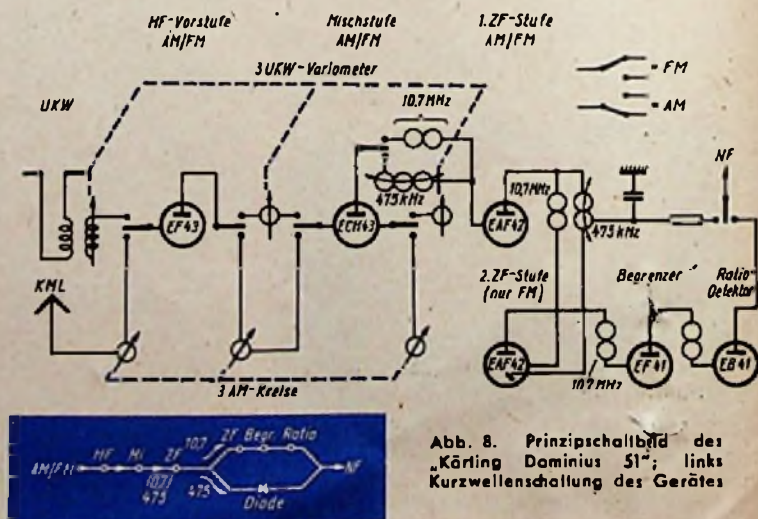 HF-Vorstufe
AM/FM
Mischstufe
AM/FM
1.ZF-Stufe
AM/FM
3 UKW-Variometer
= FM
= AM
UKW
10,7 MHz
475 kHz
NF
EF 43
ECH 43
EAF 42
10,7 MHz
475 kHz
KML
2.ZF-Stufe
(nur FM)
Begrenzer
Ratio-
Detektor
EAF 42
EF 41
EB 41
10,7 MHz
3 AM-Kreise
AM/FM
HF
Mi
ZF
10,7
ZF
Begr.
Ratio
NF
(10,7)
475
475
Diode
Abb. 8. Prinzipschaltbild des
„Körting Dominius 51"; links
Kurzwellenschaltung des Gerätes